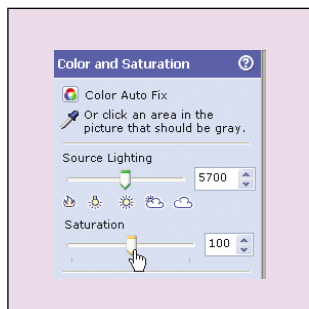 Color and Saturation ?
Color Auto Fix
Or click an area in the
picture that should be gray.
Source Lighting
5700
Saturation
100